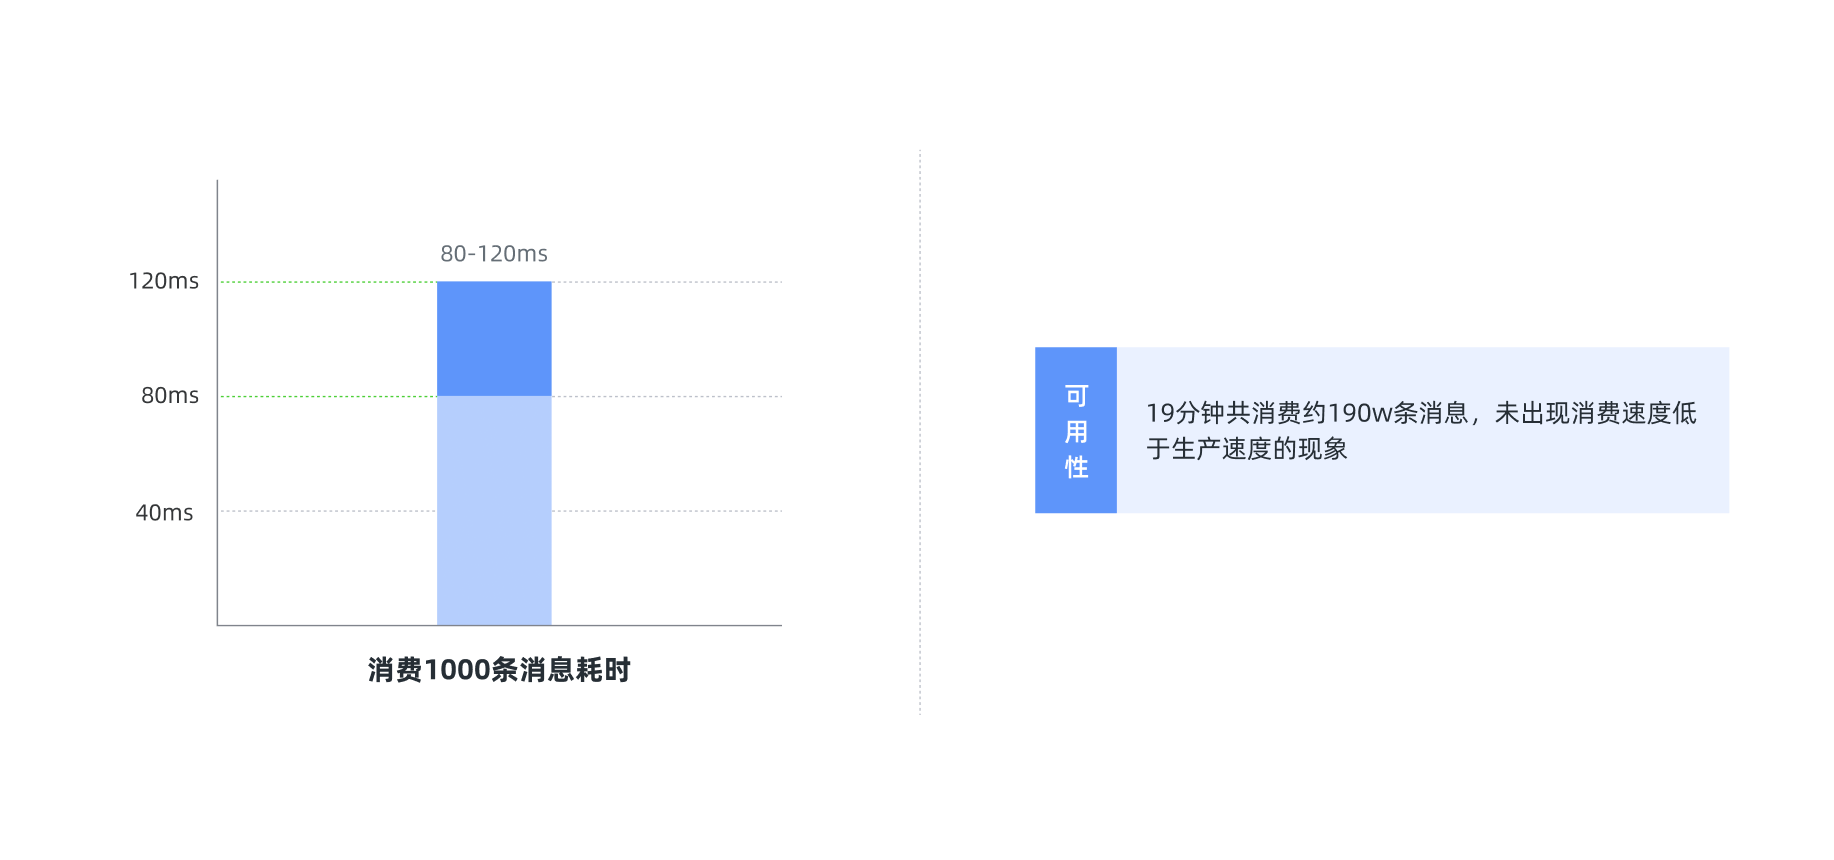 80-120ms
120ms
80ms
40ms
消费1000条消息耗时
可用性
19分钟共消费约190w条消息，未出现消费速度低
于生产速度的现象